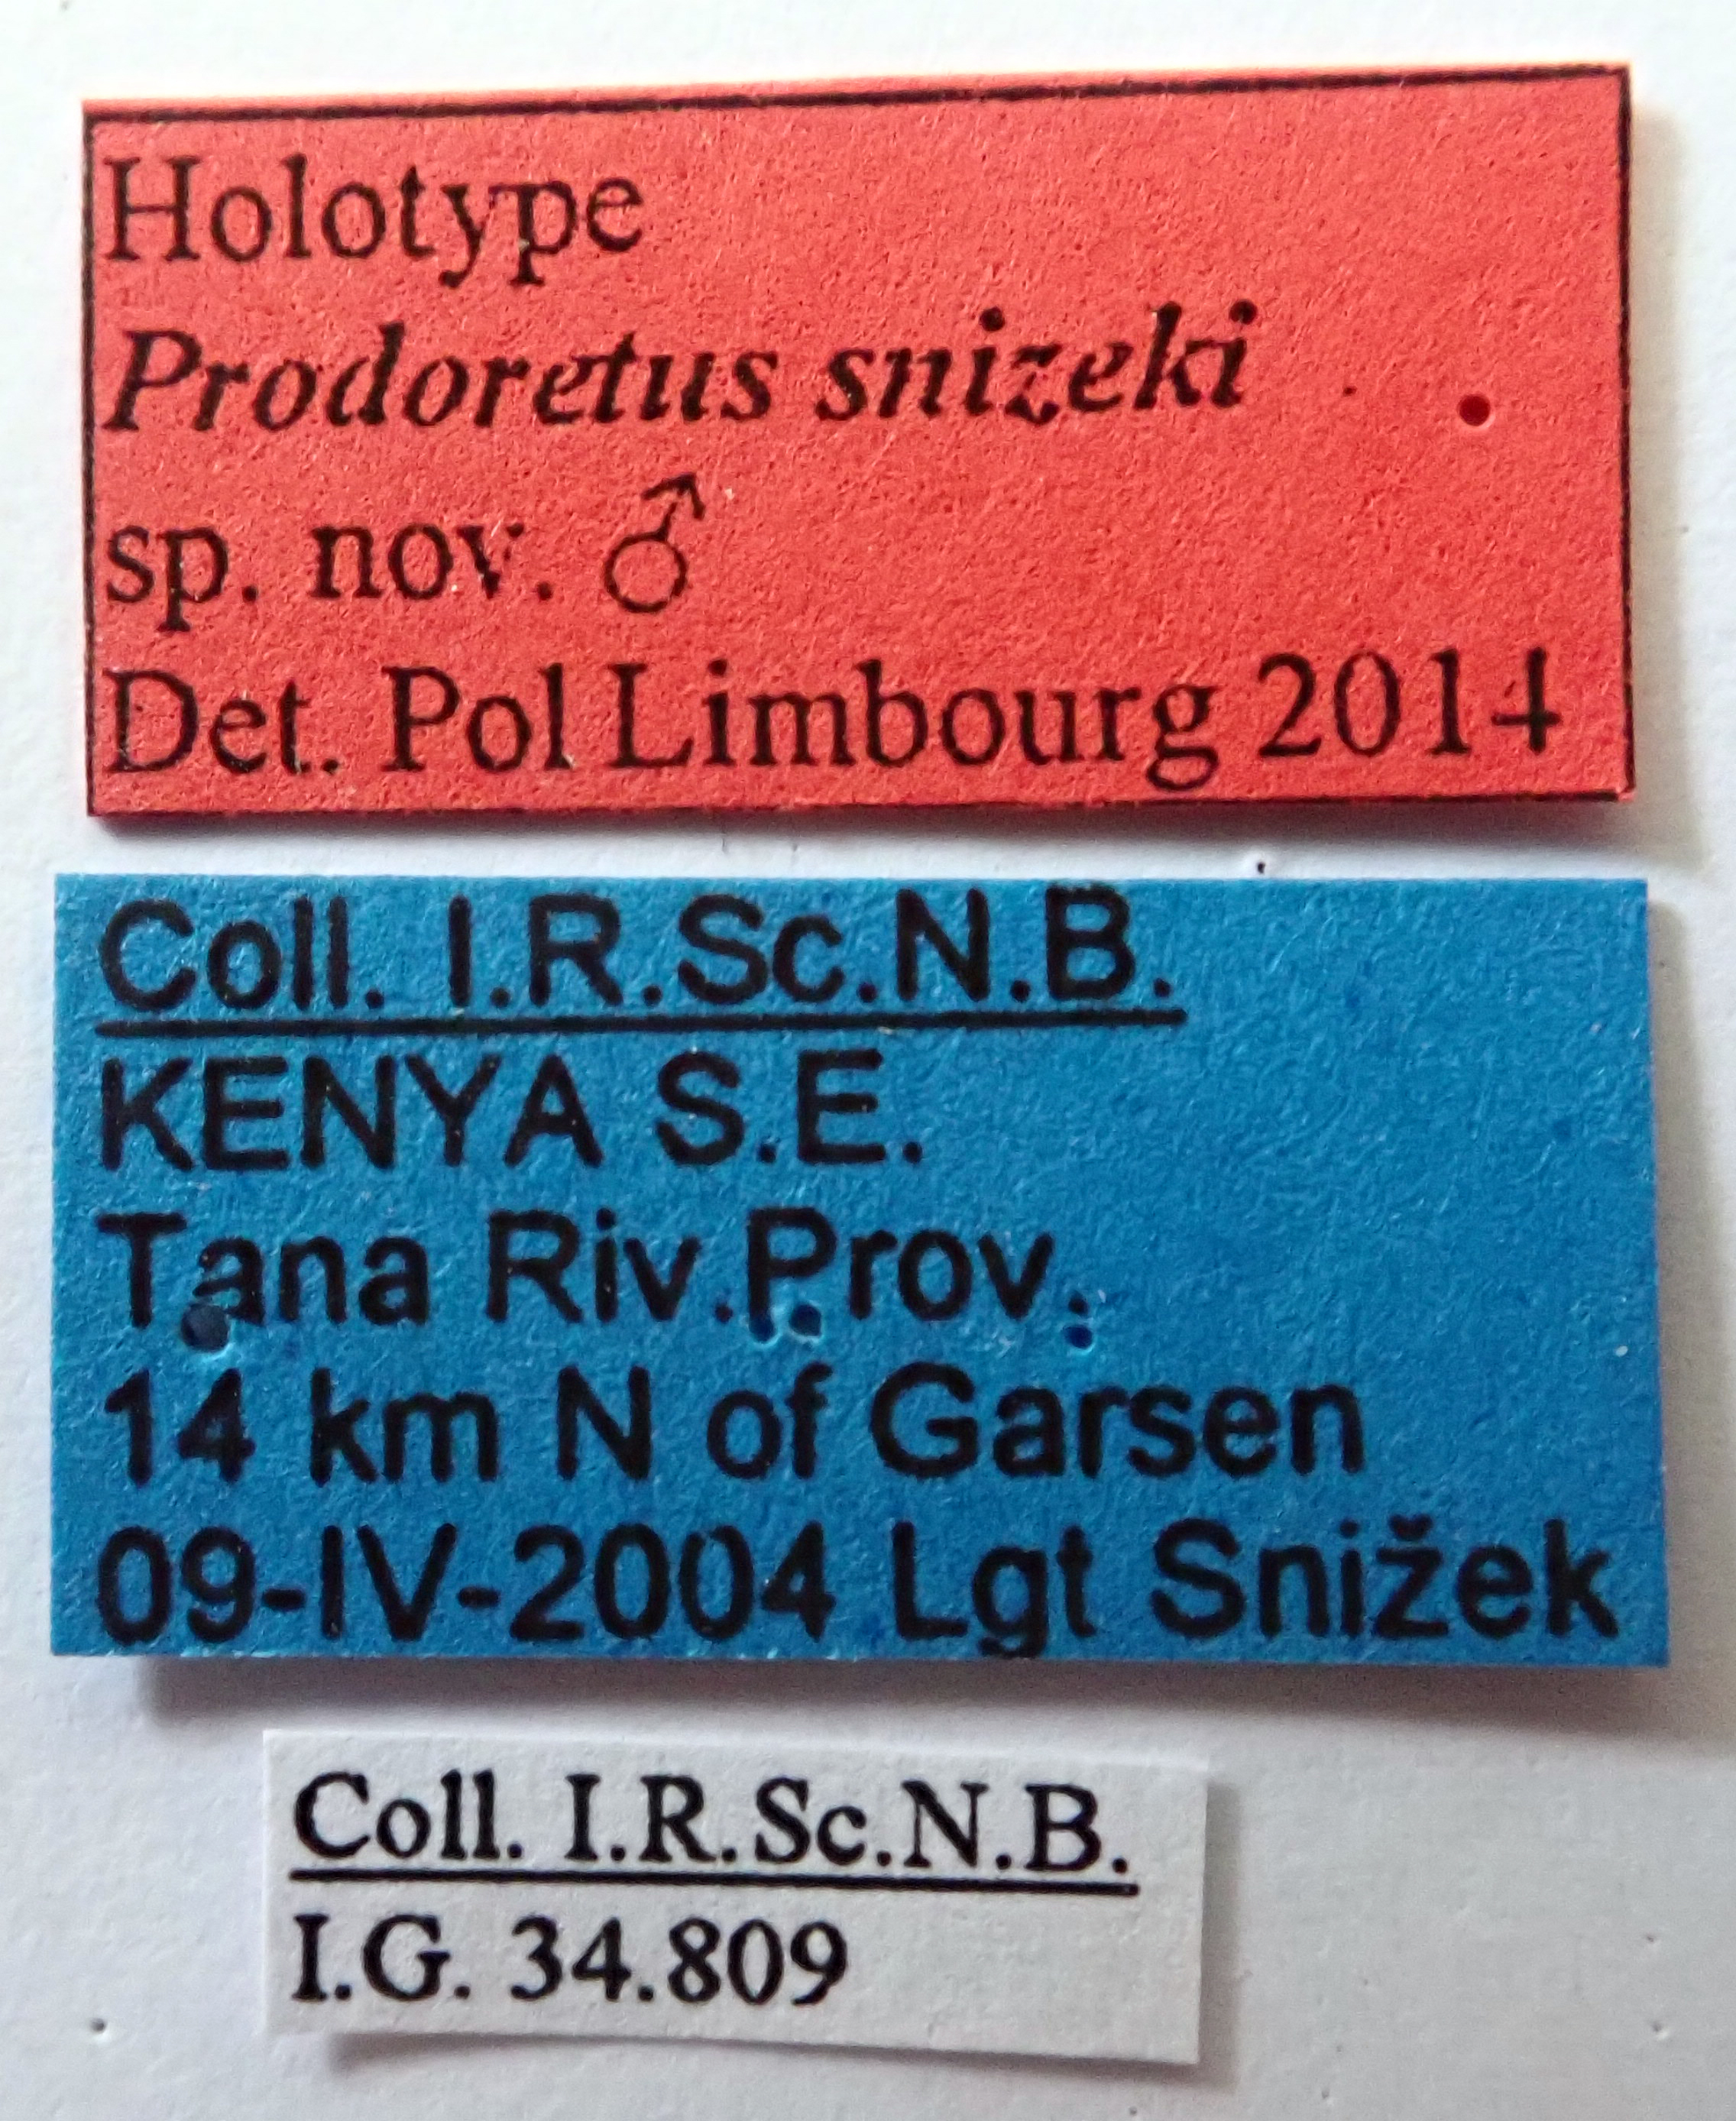 Holotype
Prodoretus snizeki
sp. nov. ♂
Det. Pol Limbourg 2014
Coll. I.R.Sc.N.B.
KENYA S.E.
Tana Riv.Prov.
14 km N of Garsen
09-IV-2004 Lgt Snižek
Coll. I.R.Sc.N.B.
I.G. 34.809